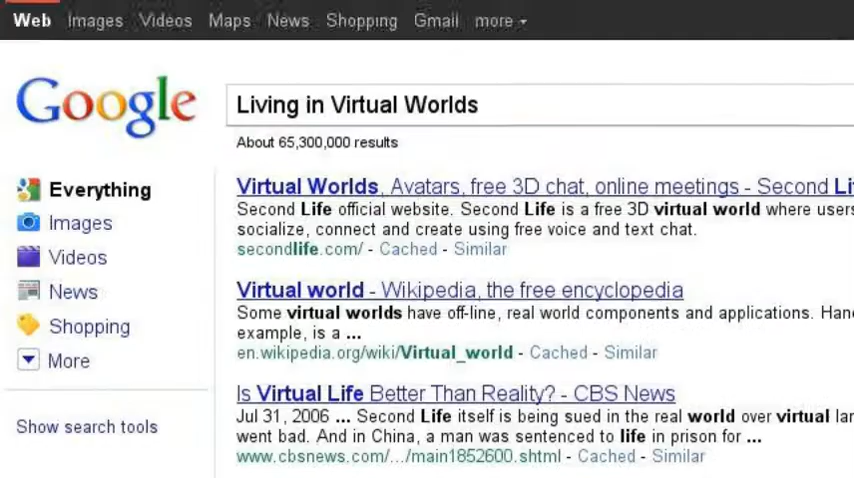 Web Images Videos Maps News Shopping Gmail more
Google
Living in Virtual Worlds
About 65,300,000 results
Everything
Images
Videos
News
Shopping
More
Show search tools
Virtual Worlds, Avatars, free 3D chat, online meetings - Second
Second Life official website. Second Life is a free 3D virtual world where users
socialize, connect and create using free voice and text chat.
secondlife.com/ - Cached - Similar
Virtual world - Wikipedia, the free encyclopedia
Some virtual worlds have off-line, real world components and applications.
example, is a ...
en.wikipedia.org/wiki/Virtual_world - Cached - Similar
Is Virtual Life Better Than Reality? - CBS News
Jul 31, 2006 ... Second Life itself is being sued in the real world over virtual
went bad. And in China, a man was sentenced to life in prison for ...
www.cbsnews.com/.../main1852600.shtml - Cached - Similar